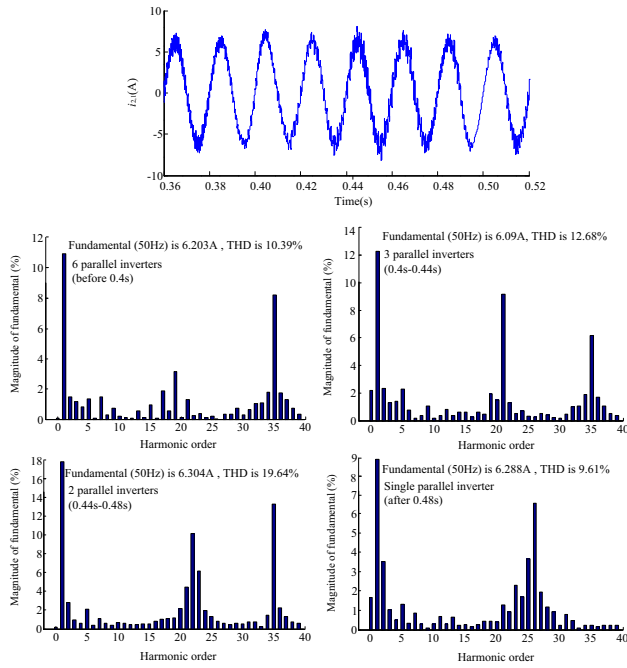 10
5
0
-5
-10
i2,1(A)
0.36 0.38 0.40 0.42 0.44 0.46 0.48 0.50 0.52
Time(s)
Fundamental (50Hz) is 6.203A , THD is 10.39%
6 parallel inverters
(before 0.4s)
Magnitude of fundamental (%)
12
10
8
6
4
2
0
0 5 10 15 20 25 30 35 40
Harmonic order
Fundamental (50Hz) is 6.09A, THD is 12.68%
3 parallel inverters
(0.4s-0.44s)
Magnitude of fundamental (%)
14
12
10
8
6
4
2
0
0 5 10 15 20 25 30 35 40
Harmonic order
Fundamental (50Hz) is 6.304A , THD is 19.64%
2 parallel inverters
(0.44s-0.48s)
Magnitude of fundamental (%)
18
16
14
12
10
8
6
4
2
0
0 5 10 15 20 25 30 35 40
Harmonic order
Fundamental (50Hz) is 6.288A , THD is 9.61%
Single parallel inverter
(after 0.48s)
Magnitude of fundamental (%)
9
7
6
4
3
1
0
0 5 10 15 20 25 30 35 40
Harmonic order